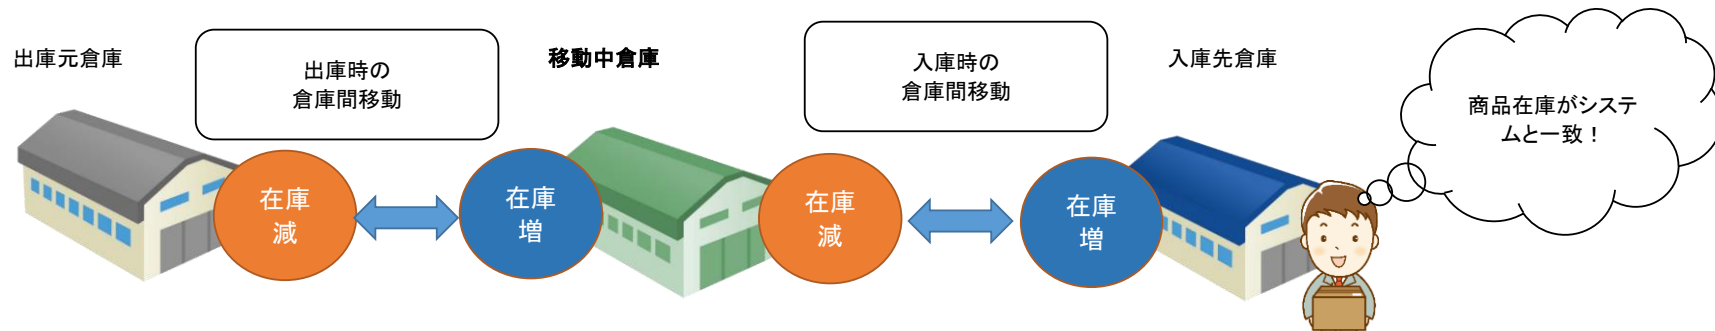 出庫元倉庫
出庫時の
倉庫間移動
移動中倉庫
入庫時の
倉庫間移動
入庫先倉庫
商品在庫がシステ
ムと一致！
在庫
減
在庫
増
在庫
減
在庫
増